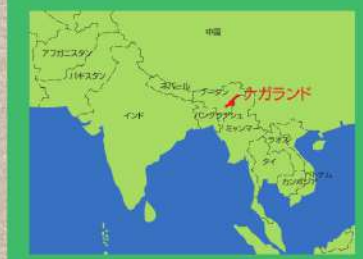 中国
アフガニスタン
パキスタン
ネパール
ブータン
ナガランド
インド
バングラデシュ
ミャンマー
ラオス
タイ
ベトナム
カンボジア